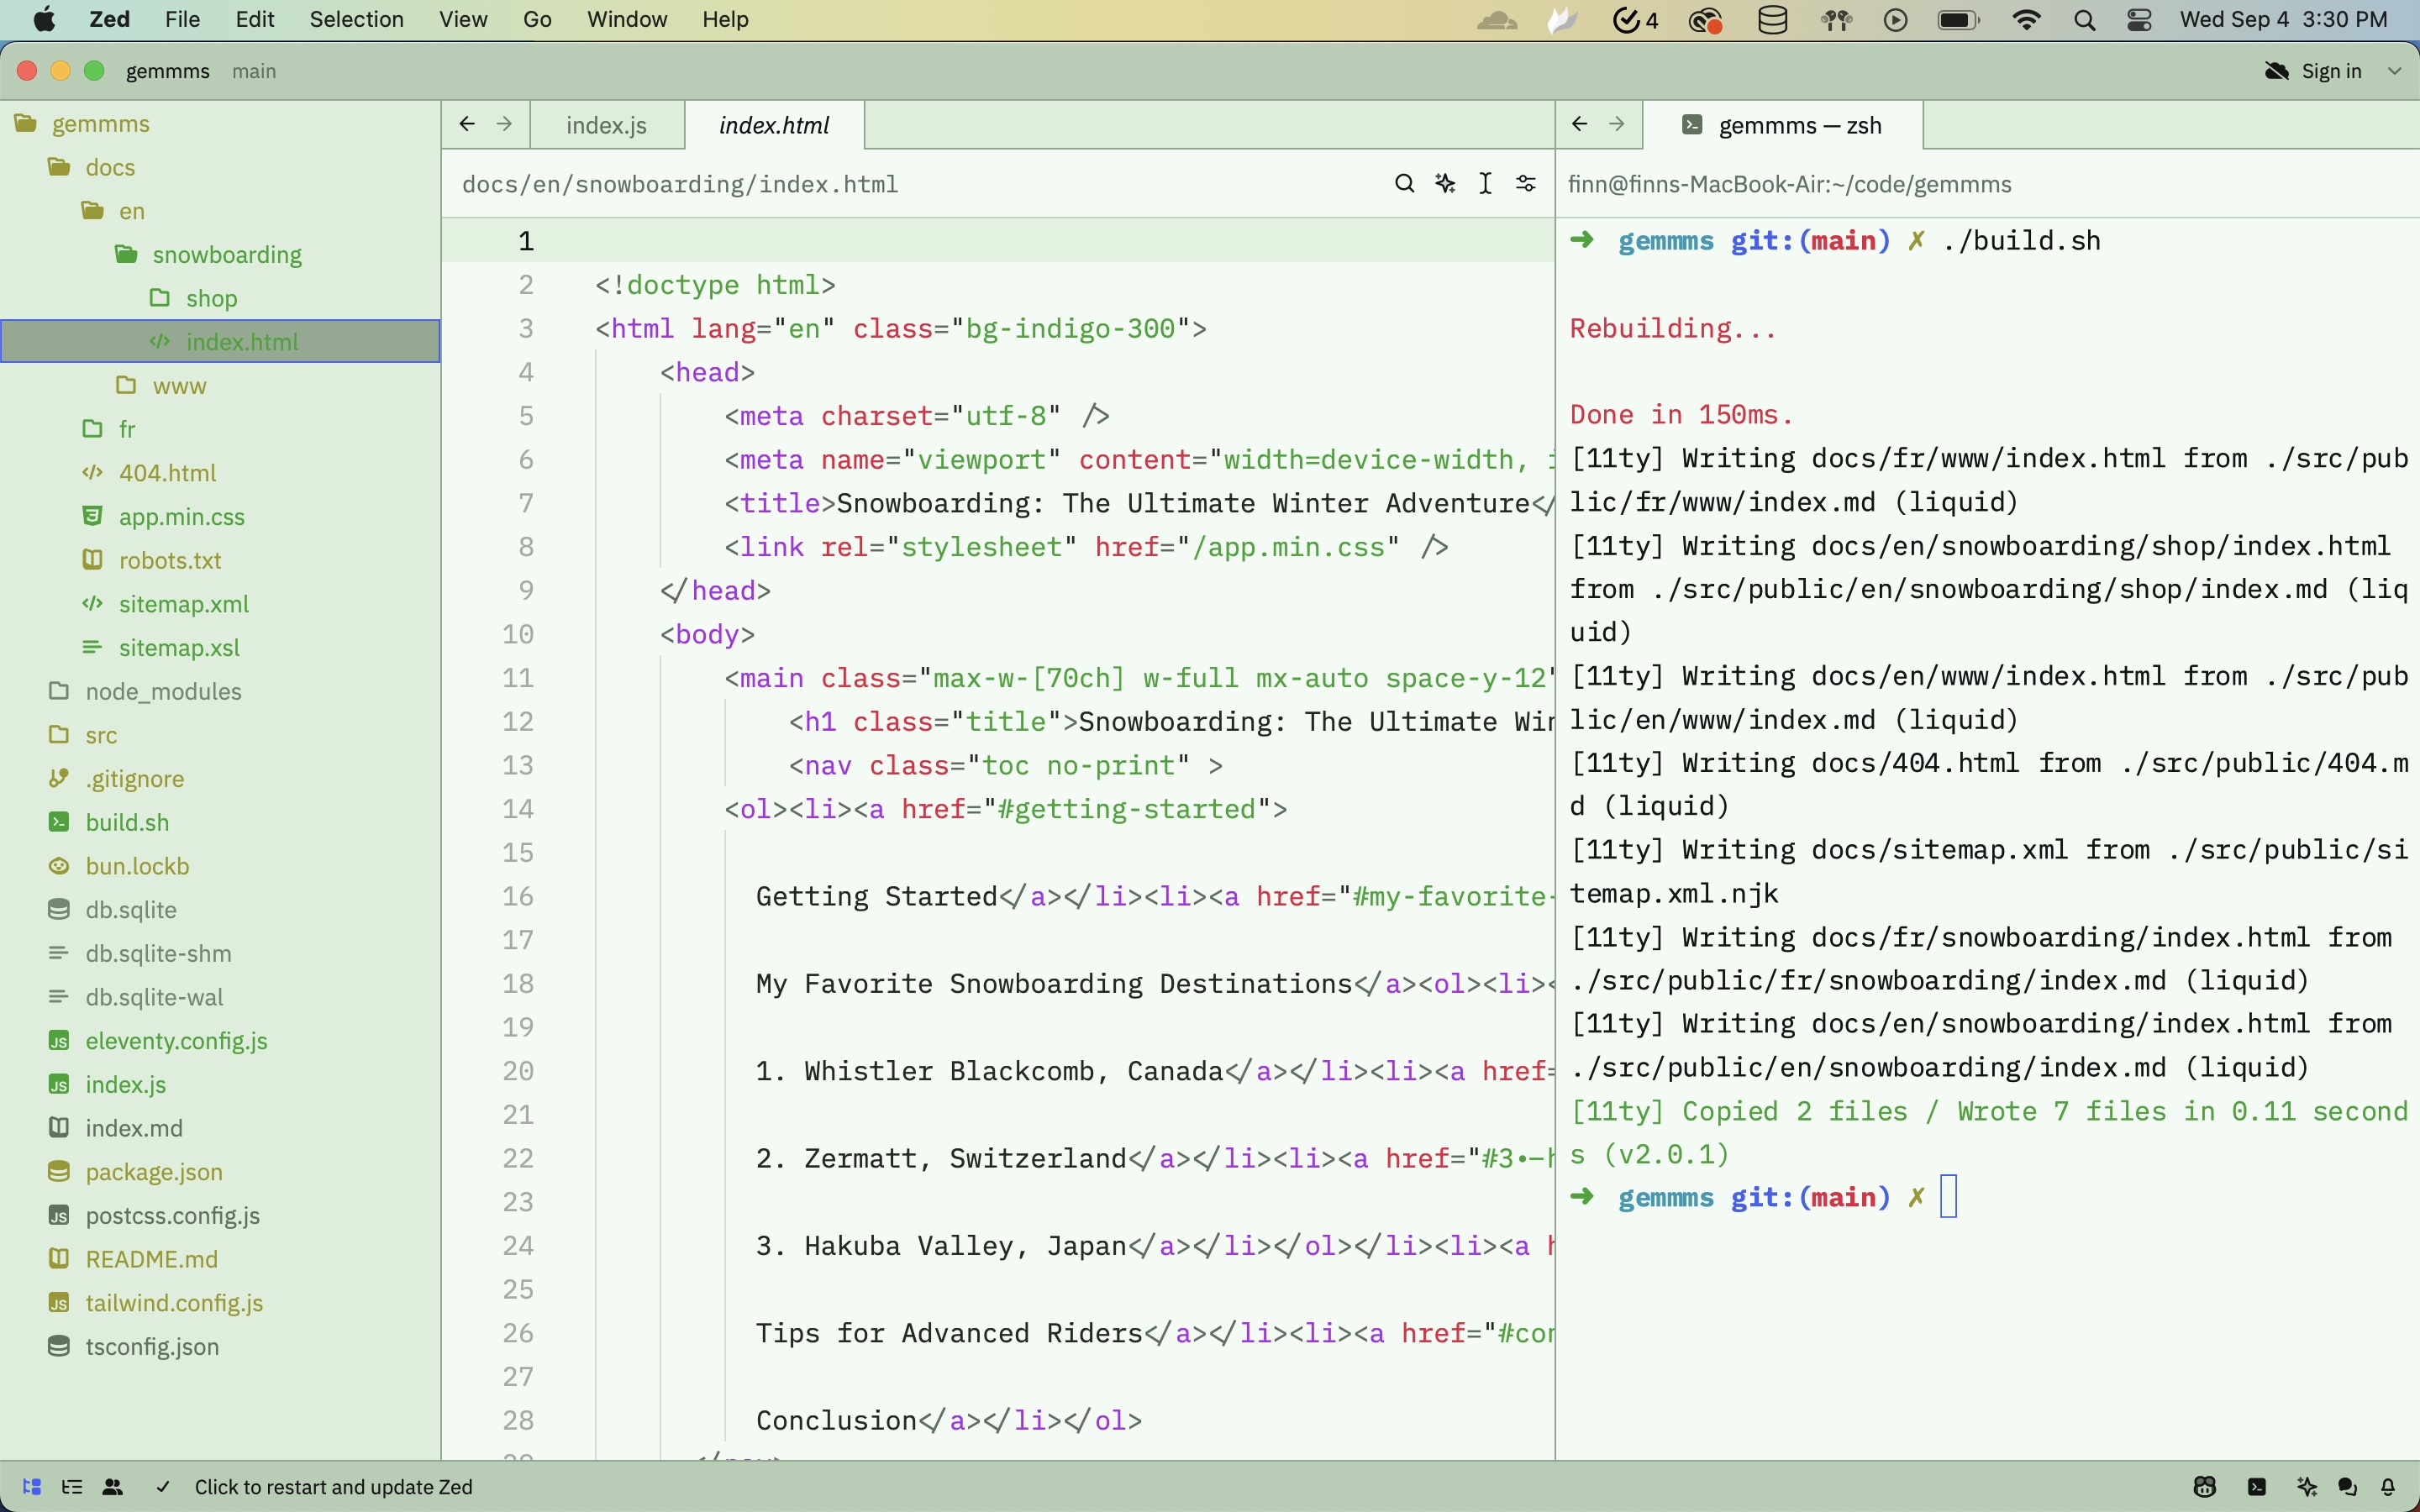 Zed File Edit Selection View Go Window Help 4 Wed Sep 4 3:30 PM
gemmms main Sign in
gemmms
docs
en
snowboarding
shop
index.html
www
fr
404.html
app.min.css
robots.txt
sitemap.xml
sitemap.xsl
node_modules
src
.gitignore
build.sh
bun.lockb
db.sqlite
db.sqlite-shm
db.sqlite-wal
eleventy.config.js
index.js
index.md
package.json
postcss.config.js
README.md
tailwind.config.js
tsconfig.json
index.js index.html
docs/en/snowboarding/index.html
1
2 <!doctype html>
3 <html lang="en" class="bg-indigo-300">
4 <head>
5 <meta charset="utf-8" />
6 <meta name="viewport" content="width=device-width,
7 <title>Snowboarding: The Ultimate Winter Adventure</
8 <link rel="stylesheet" href="/app.min.css" />
9 </head>
10 <body>
11 <main class="max-w-[70ch] w-full mx-auto space-y-12"
12 <h1 class="title">Snowboarding: The Ultimate Win
13 <nav class="toc no-print" >
14 <ol><li><a href="#getting-started">
15
16 Getting Started</a></li><li><a href="#my-favorite-
17
18 My Favorite Snowboarding Destinations</a><ol><li><
19
20 1. Whistler Blackcomb, Canada</a></li><li><a href=
21
22 2. Zermatt, Switzerland</a></li><li><a href="#3•—h
23
24 3. Hakuba Valley, Japan</a></li></ol></li><li><a h
25
26 Tips for Advanced Riders</a></li><li><a href="#con
27
28 Conclusion</a></li></ol>
gemmms — zsh
finn@finns-MacBook-Air:~/code/gemmms
➜ gemmms git:(main) ✗ ./build.sh
Rebuilding...
Done in 150ms.
[11ty] Writing docs/fr/www/index.html from ./src/pub
lic/fr/www/index.md (liquid)
[11ty] Writing docs/en/snowboarding/shop/index.html
from ./src/public/en/snowboarding/shop/index.md (liq
uid)
[11ty] Writing docs/en/www/index.html from ./src/pub
lic/en/www/index.md (liquid)
[11ty] Writing docs/404.html from ./src/public/404.m
d (liquid)
[11ty] Writing docs/sitemap.xml from ./src/public/si
temap.xml.njk
[11ty] Writing docs/fr/snowboarding/index.html from
./src/public/fr/snowboarding/index.md (liquid)
[11ty] Writing docs/en/snowboarding/index.html from
./src/public/en/snowboarding/index.md (liquid)
[11ty] Copied 2 files / Wrote 7 files in 0.11 second
s (v2.0.1)
➜ gemmms git:(main) ✗
Click to restart and update Zed